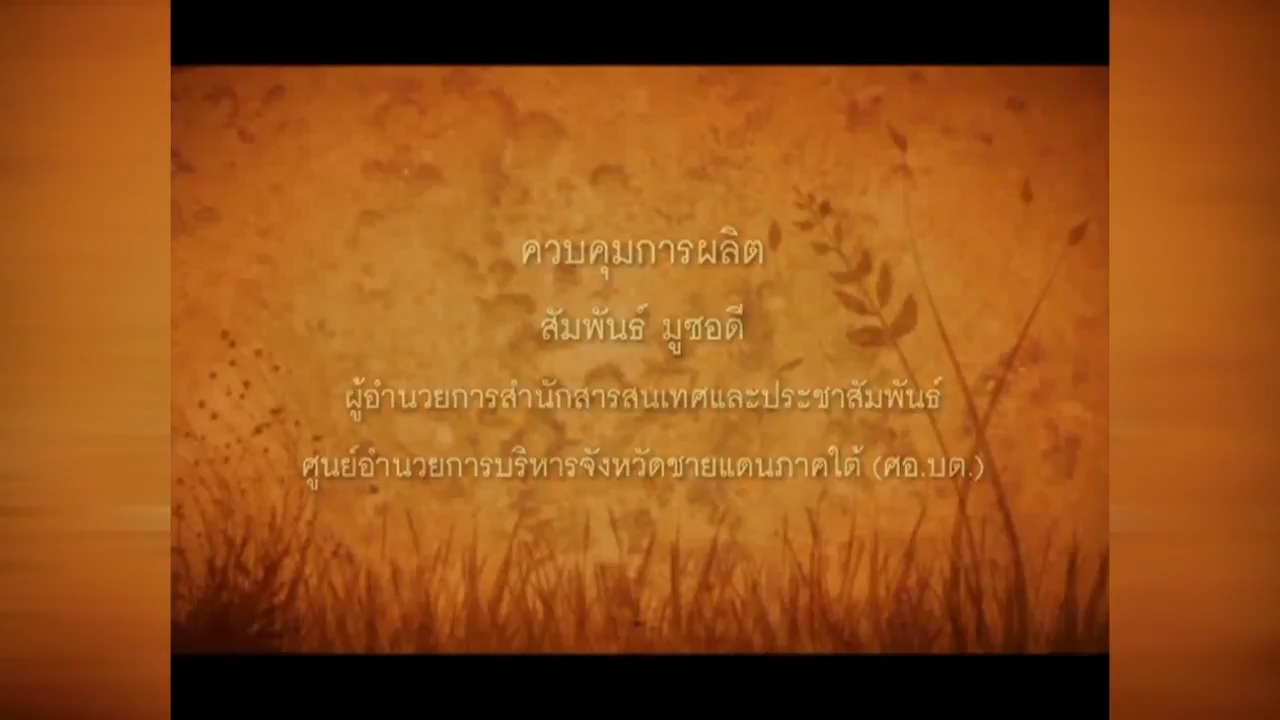 ควบคุมการผลิต
สัมพันธ์ มูซอดี
ผู้อำนวยการสำนักสารสนเทศและประชาสัมพันธ์
ศูนย์อำนวยการบริหารจังหวัดชายแดนภาคใต้ (ศอ.บต.)